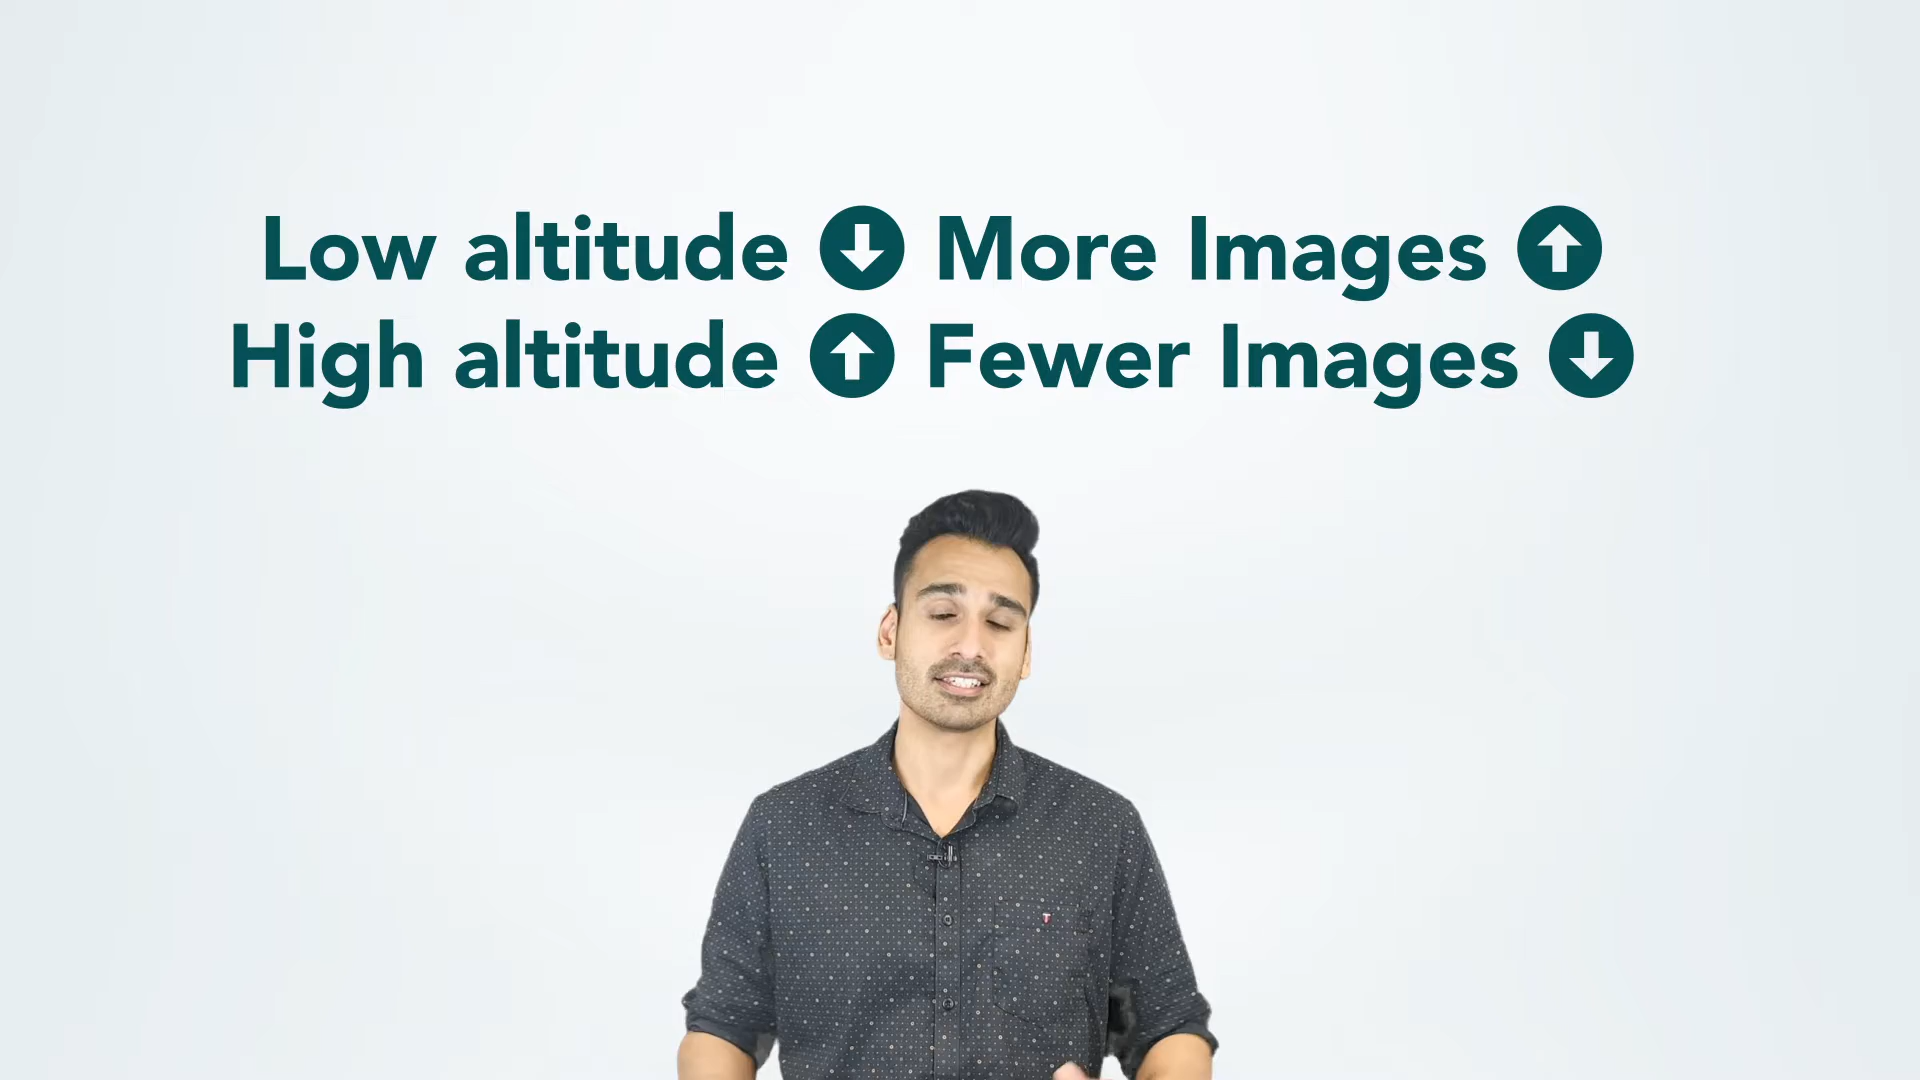 Low altitude ⬇ More Images ⬆
High altitude ⬆ Fewer Images ⬇